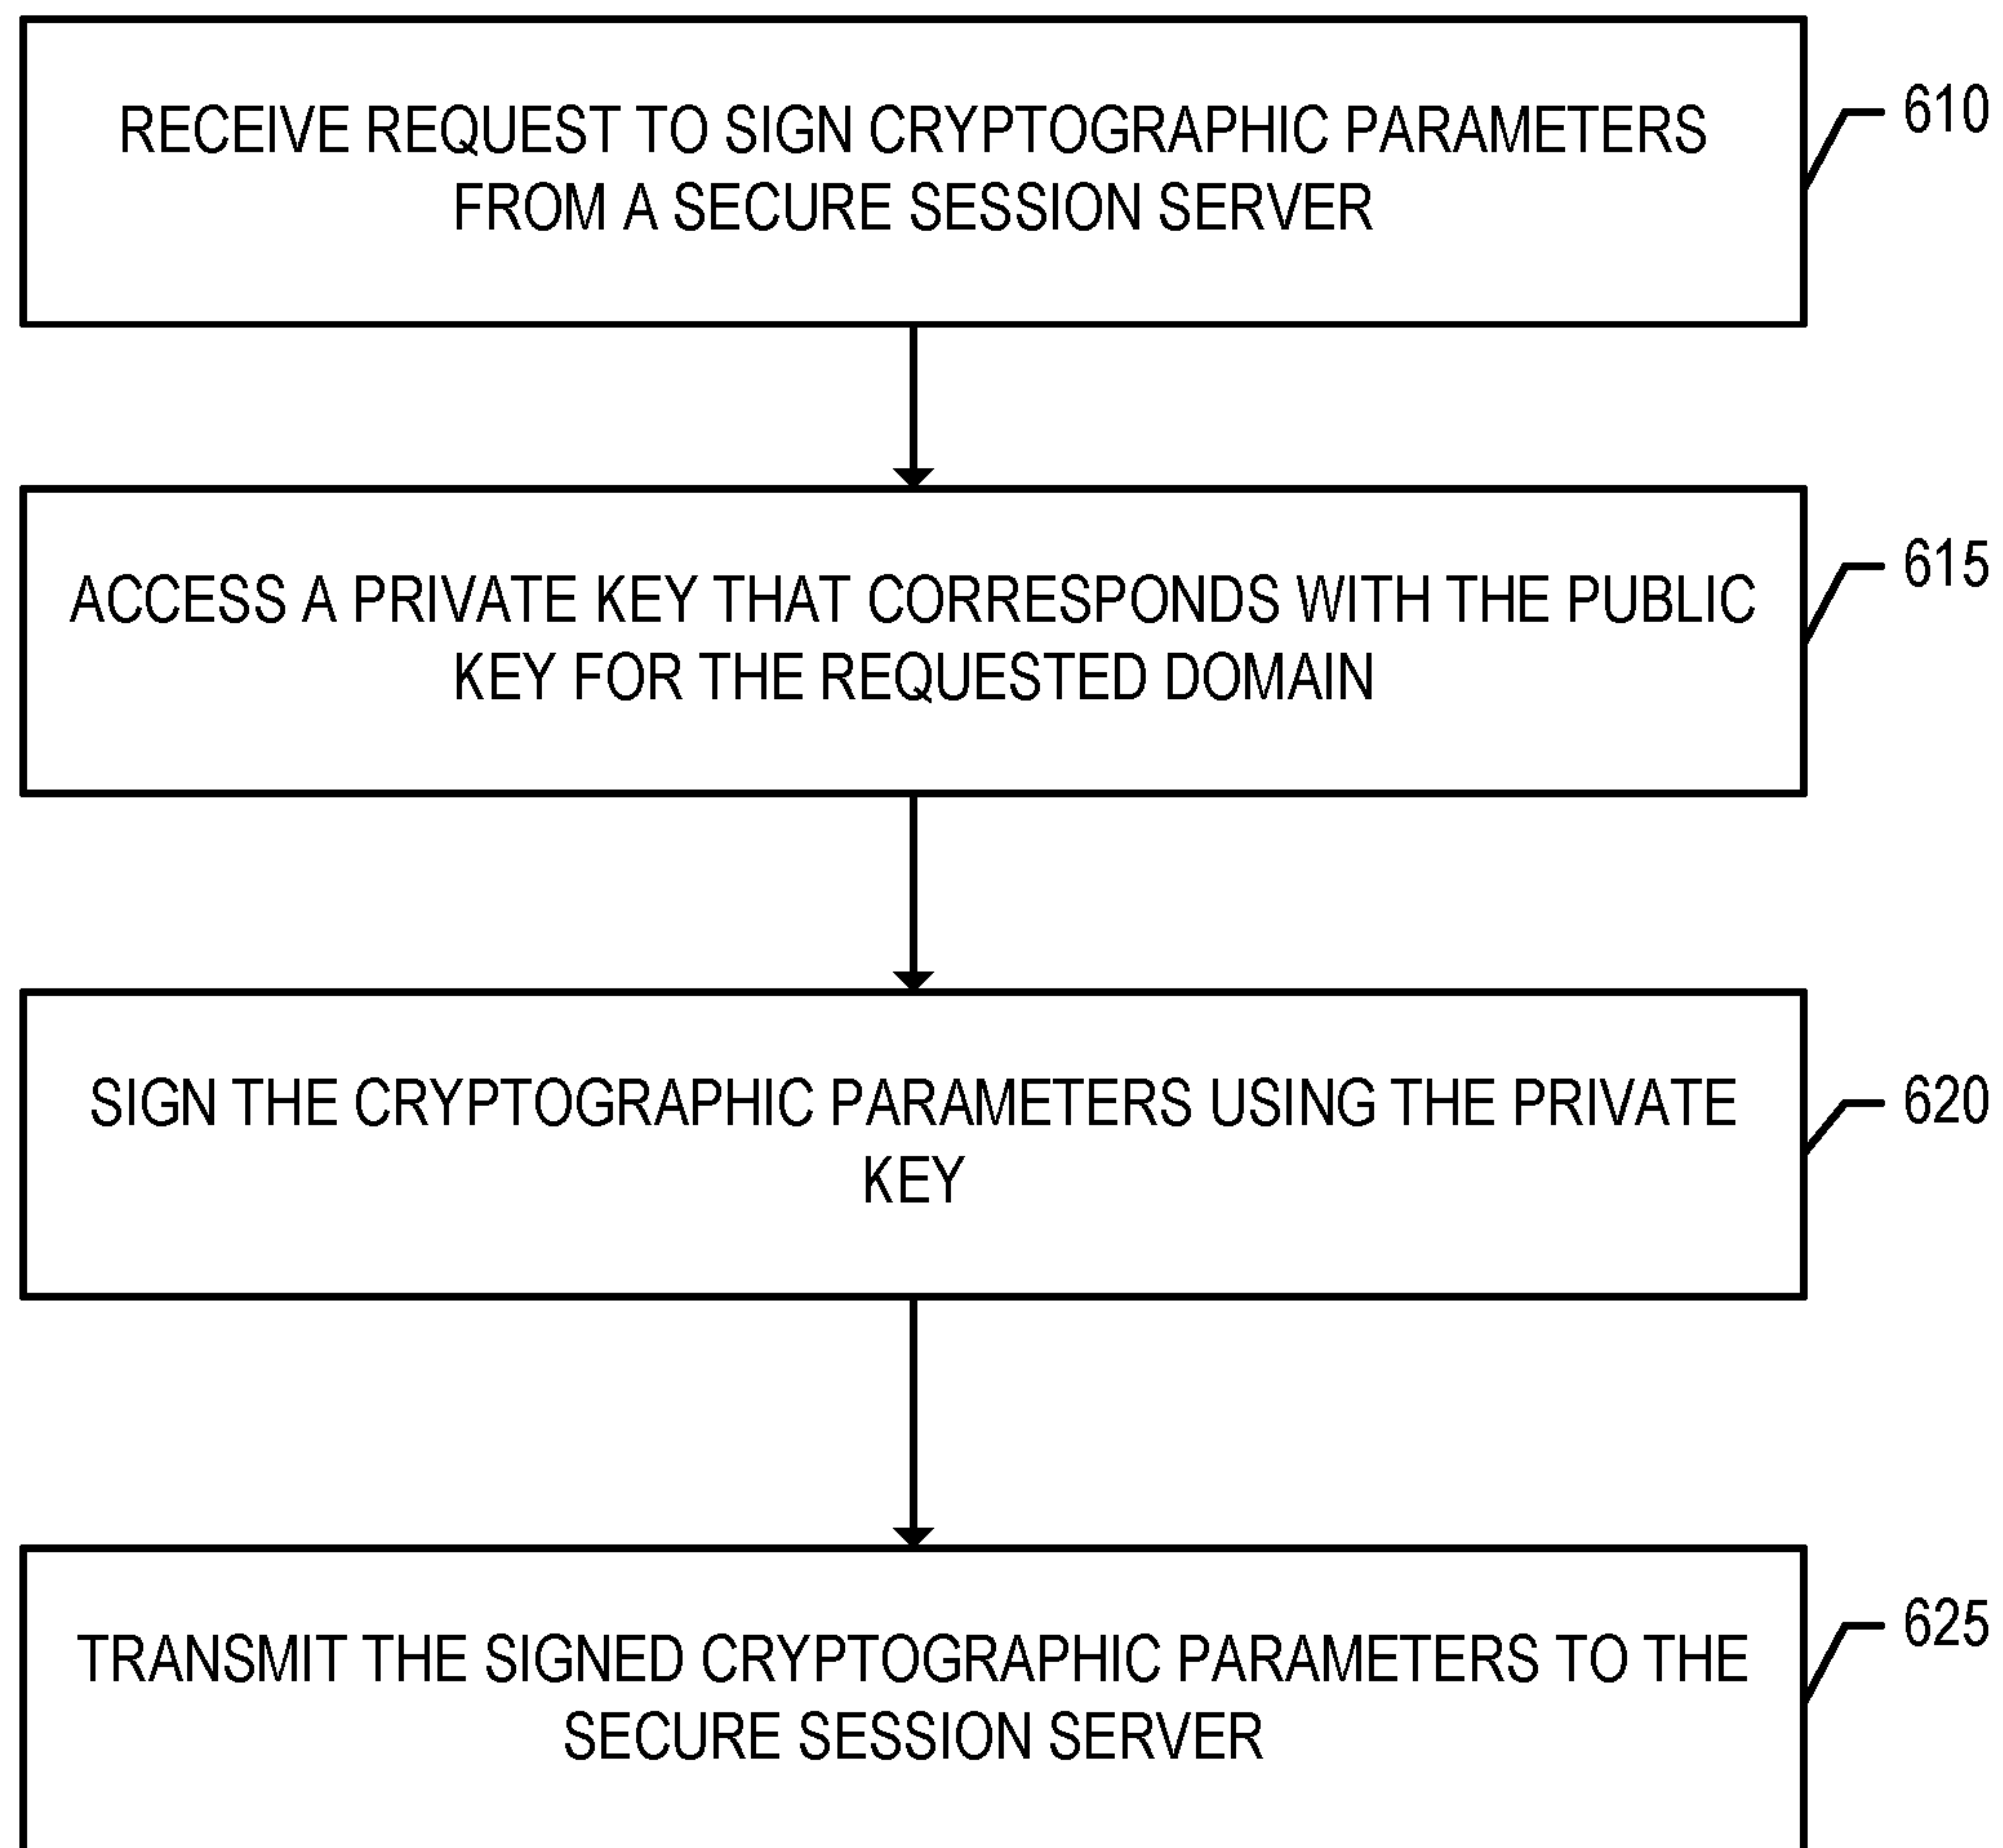 RECEIVE REQUEST TO SIGN CRYPTOGRAPHIC PARAMETERS
FROM A SECURE SESSION SERVER
610
ACCESS A PRIVATE KEY THAT CORRESPONDS WITH THE PUBLIC
KEY FOR THE REQUESTED DOMAIN
615
SIGN THE CRYPTOGRAPHIC PARAMETERS USING THE PRIVATE
KEY
620
TRANSMIT THE SIGNED CRYPTOGRAPHIC PARAMETERS TO THE
SECURE SESSION SERVER
625